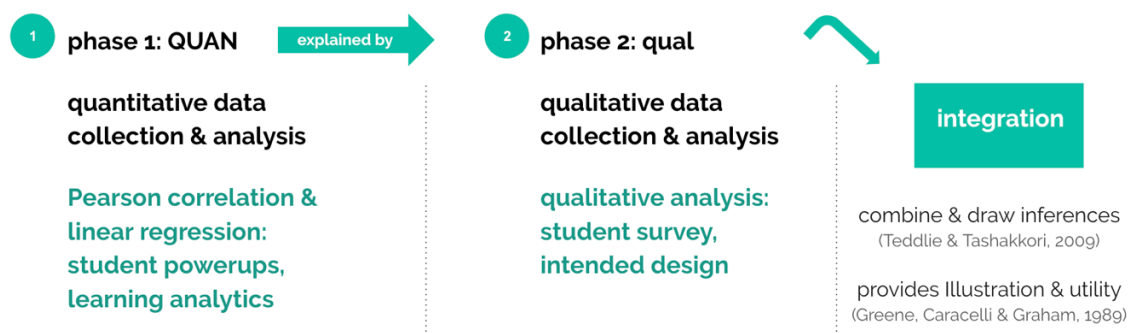 1 phase 1: QUAN
explained by
quantitative data
collection & analysis
Pearson correlation &
linear regression:
student powerups,
learning analytics
2 phase 2: qual
qualitative data
collection & analysis
qualitative analysis:
student survey,
intended design
integration
combine & draw inferences
(Teddlie & Tashakkori, 2009)
provides Illustration & utility
(Greene, Caracelli & Graham, 1989)